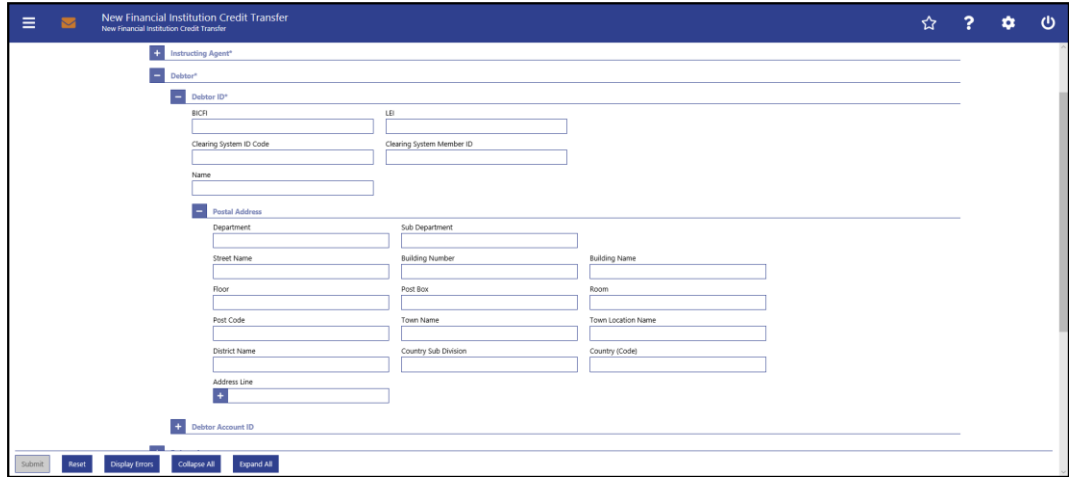 New Financial Institution Credit Transfer
New Financial Institution Credit Transfer
Instructing Agent*
Debtor*
Debtor ID*
BICFI LEI
Clearing System ID Code Clearing System Member ID
Name
Postal Address
Department Sub Department
Street Name Building Number Building Name
Floor Post Box Room
Post Code Town Name Town Location Name
District Name Country Sub Division Country (Code)
Address Line
Debtor Account ID
Submit Reset Display Errors Collapse All Expand All